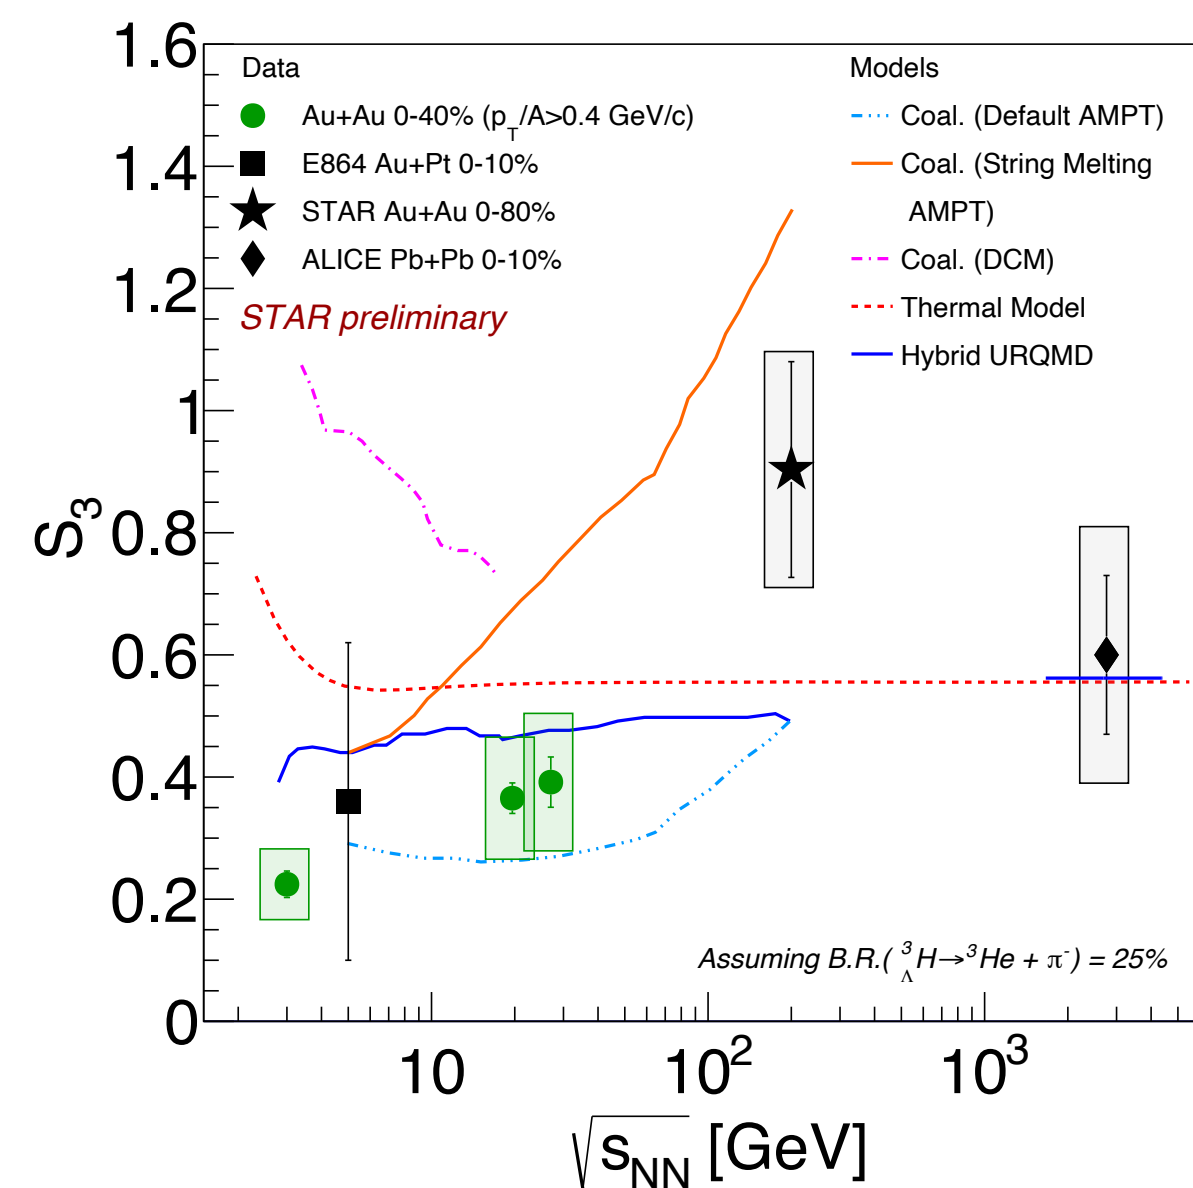 1.6
1.4
1.2
1
0.8
0.6
0.4
0.2
0
S₃
Data
Au+Au 0-40% (p_T/A>0.4 GeV/c)
E864 Au+Pt 0-10%
STAR Au+Au 0-80%
ALICE Pb+Pb 0-10%
STAR preliminary
Models
Coal. (Default AMPT)
Coal. (String Melting
AMPT)
Coal. (DCM)
Thermal Model
Hybrid URQMD
Assuming B.R.(³_ΛH→³He + π⁻) = 25%
10
10²
10³
√s_NN [GeV]